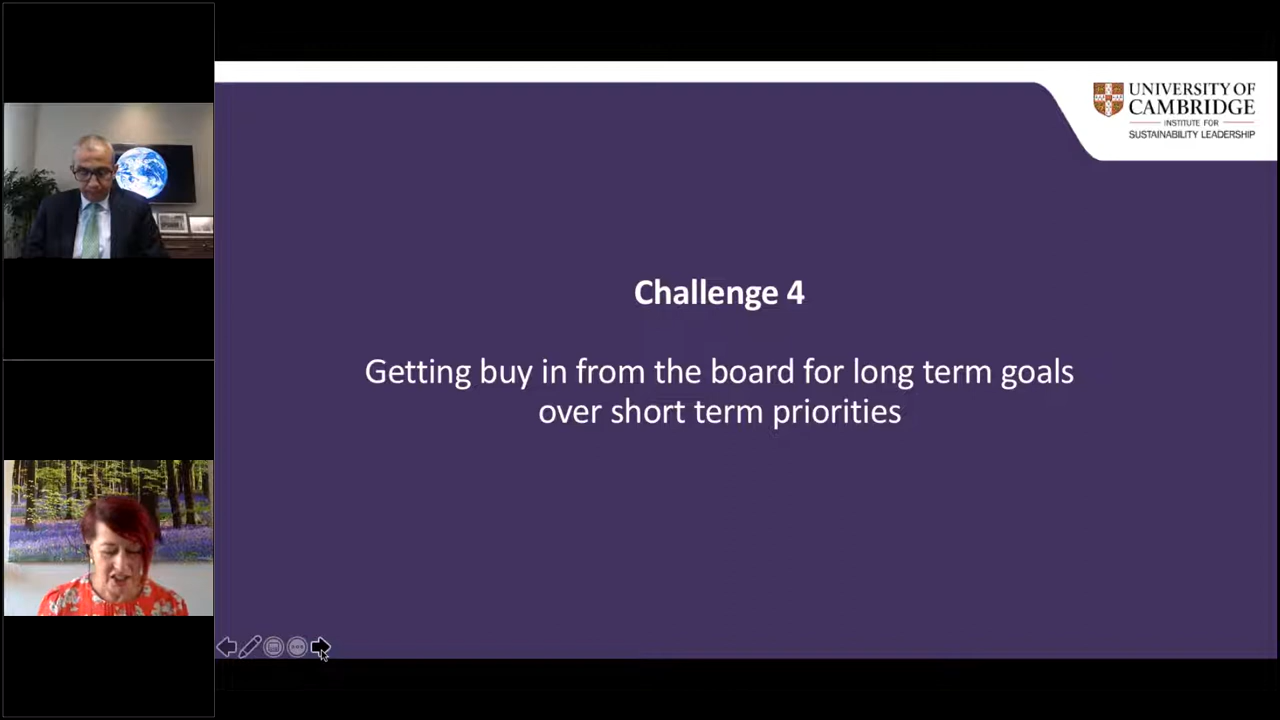 UNIVERSITY OF
CAMBRIDGE
INSTITUTE FOR
SUSTAINABILITY LEADERSHIP
Challenge 4
Getting buy in from the board for long term goals
over short term priorities